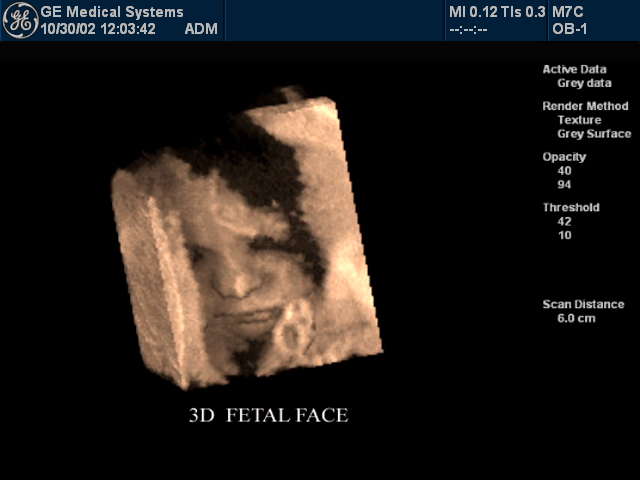 GE Medical Systems
10/30/02 12:03:42 ADM
MI 0.12 TIs 0.3
--:--:--
M7C
OB-1
Active Data
Grey data
Render Method
Texture
Grey Surface
Opacity
40
94
Threshold
42
10
Scan Distance
6.0 cm
3D FETAL FACE